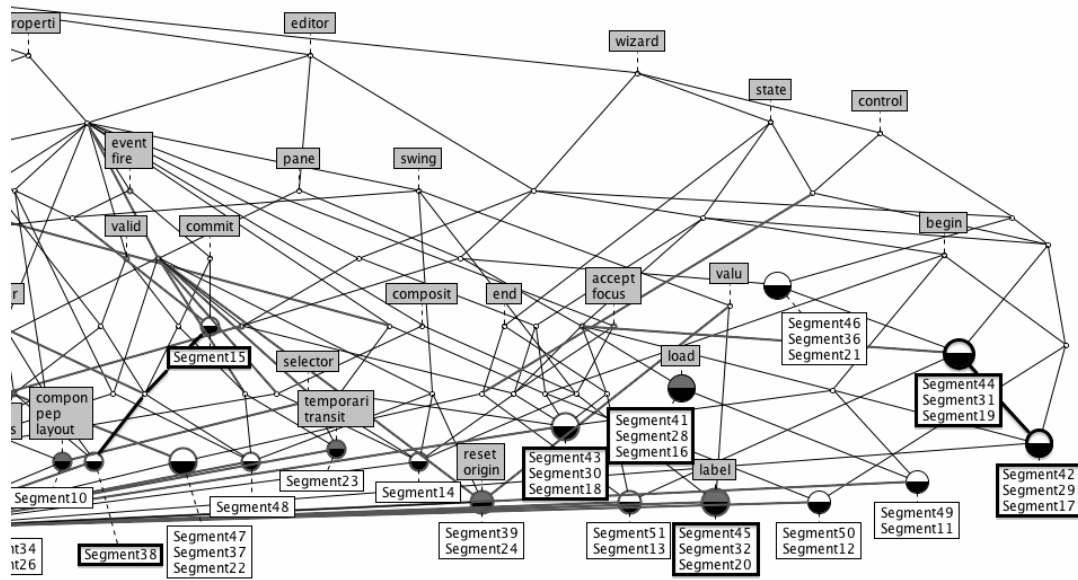 roperti
editor
wizard
state
control
event
fire
pane
swing
valid
commit
begin
r
composit
end
accept
focus
valu
Segment46
Segment36
Segment21
Segment15
selector
load
Segment44
Segment31
Segment19
compon
pep
layout
s
temporari
transit
Segment41
Segment28
Segment16
Segment43
Segment30
Segment18
reset
origin
label
Segment42
Segment29
Segment17
Segment10
Segment23
Segment14
Segment48
Segment49
Segment11
Segment39
Segment24
Segment51
Segment13
Segment45
Segment32
Segment20
Segment50
Segment12
nt34
nt26
Segment38
Segment47
Segment37
Segment22